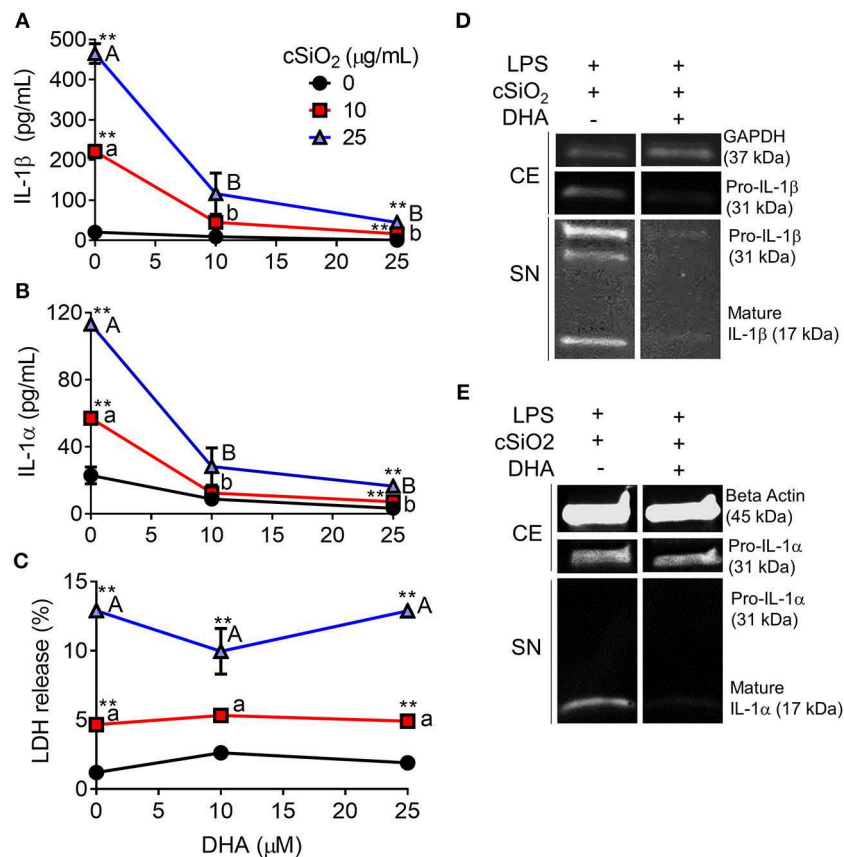 A
500
400
300
200
100
0
IL-1β (pg/mL)
** A
** a
B
b
** B
** b
cSiO2 (μg/mL)
0
10
25
0 5 10 15 20 25
B
120
80
40
0
IL-1α (pg/mL)
** A
** a
B
b
** B
** b
0 5 10 15 20 25
C
15
10
5
0
LDH release (%)
** A
** A
** A
** a
a
** a
0 5 10 15 20 25
DHA (μM)
D
LPS + +
cSiO2 + +
DHA - +
CE
GAPDH
(37 kDa)
Pro-IL-1β
(31 kDa)
SN
Pro-IL-1β
(31 kDa)
Mature
IL-1β (17 kDa)
E
LPS + +
cSiO2 + +
DHA - +
CE
Beta Actin
(45 kDa)
Pro-IL-1α
(31 kDa)
SN
Pro-IL-1α
(31 kDa)
Mature
IL-1α (17 kDa)